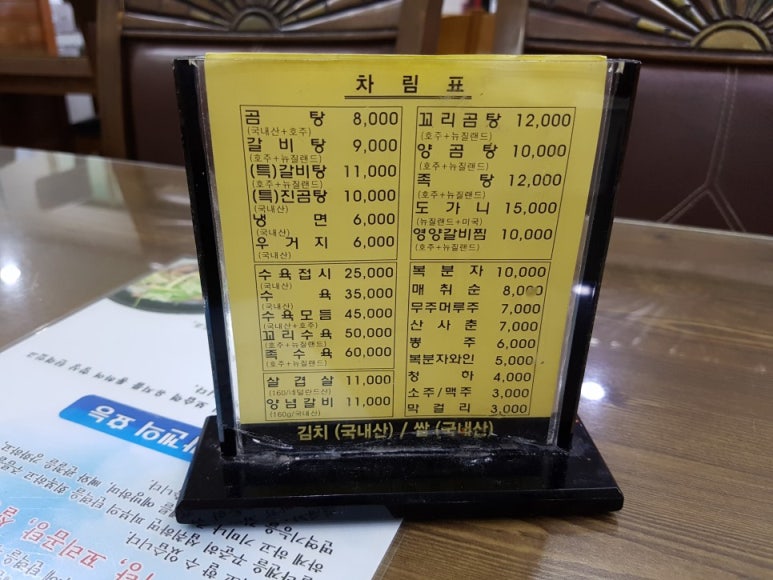 차림표
곰탕 8,000
(국내산+호주)
갈비탕 9,000
(호주+뉴질랜드)
(특)갈비탕 11,000
(호주+뉴질랜드)
(특)진곰탕 10,000
(국내산)
냉면 6,000
(국내산)
우거지 6,000
(국내산)
꼬리곰탕 12,000
(호주+뉴질랜드)
양곰탕 10,000
(호주+뉴질랜드)
족탕 12,000
(호주+뉴질랜드)
도가니 15,000
(뉴질랜드+미국)
영양갈비찜 10,000
(호주+뉴질랜드)
수육접시 25,000
(국내산)
수육 35,000
(국내산)
수육모듬 45,000
(국내산+호주)
꼬리수육 50,000
(호주+뉴질랜드)
족수육 60,000
(호주+뉴질랜드)
살겹살 11,000
(160/네덜란드산)
양념갈비 11,000
(160g/국내산)
복분자 10,000
매취순 8,000
무주머루주 7,000
산사춘 7,000
뽕주 6,000
복분자와인 5,000
청하 4,000
소주/맥주 3,000
막걸리 3,000
김치 (국내산) / 쌀 (국내산)